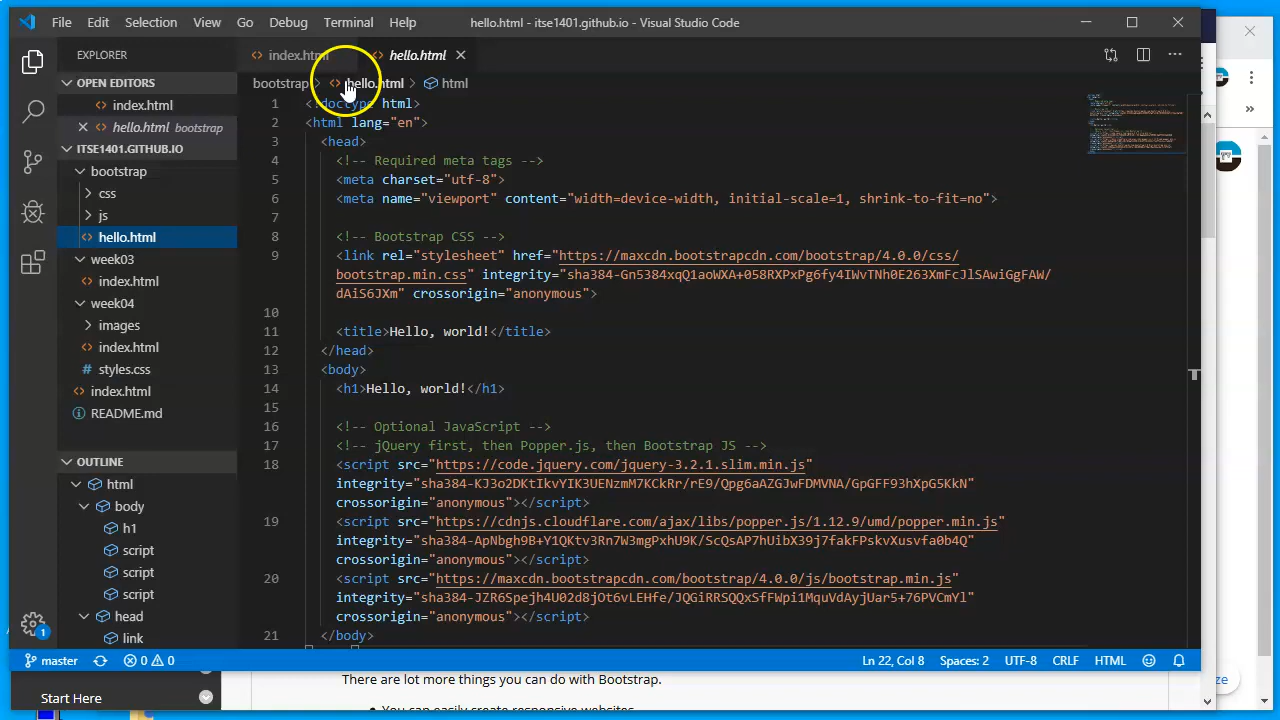 File Edit Selection View Go Debug Terminal Help hello.html - itse1401.github.io - Visual Studio Code
EXPLORER
index.html hello.html
OPEN EDITORS
index.html
hello.html bootstrap
ITSE1401.GITHUB.IO
bootstrap
css
js
hello.html
week03
index.html
week04
images
index.html
styles.css
index.html
README.md
OUTLINE
html
body
h1
script
script
script
head
link
bootstrap > hello.html > html
1 <!doctype html>
2 <html lang="en">
3 <head>
4 <!-- Required meta tags -->
5 <meta charset="utf-8">
6 <meta name="viewport" content="width=device-width, initial-scale=1, shrink-to-fit=no">
7
8 <!-- Bootstrap CSS -->
9 <link rel="stylesheet" href="https://maxcdn.bootstrapcdn.com/bootstrap/4.0.0/css/
bootstrap.min.css" integrity="sha384-Gn5384xqQ1aoWXA+058RXPxPg6fy4IWvTNh0E263XmFcJlSAwiGgFAW/
dAiS6JXm" crossorigin="anonymous">
10
11 <title>Hello, world!</title>
12 </head>
13 <body>
14 <h1>Hello, world!</h1>
15
16 <!-- Optional JavaScript -->
17 <!-- jQuery first, then Popper.js, then Bootstrap JS -->
18 <script src="https://code.jquery.com/jquery-3.2.1.slim.min.js"
integrity="sha384-KJ3o2DKtIkvYIK3UENzmM7KCkRr/rE9/Qpg6aAZGJwFDMVNA/GpGFF93hXpG5KkN"
crossorigin="anonymous"></script>
19 <script src="https://cdnjs.cloudflare.com/ajax/libs/popper.js/1.12.9/umd/popper.min.js"
integrity="sha384-ApNbgh9B+Y1QKtv3Rn7W3mgPxhU9K/ScQsAP7hUibX39j7fakFPskvXusvfa0b4Q"
crossorigin="anonymous"></script>
20 <script src="https://maxcdn.bootstrapcdn.com/bootstrap/4.0.0/js/bootstrap.min.js"
integrity="sha384-JZR6Spejh4U02d8jOt6vLEHfe/JQGiRRSQQxSfFWpi1MquVdAyjUar5+76PVCmYl"
crossorigin="anonymous"></script>
21 </body>
1
master 0 0 Ln 22, Col 8 Spaces: 2 UTF-8 CRLF HTML
Start Here
There are lot more things you can do with Bootstrap.
You can easily create responsive websites
ze